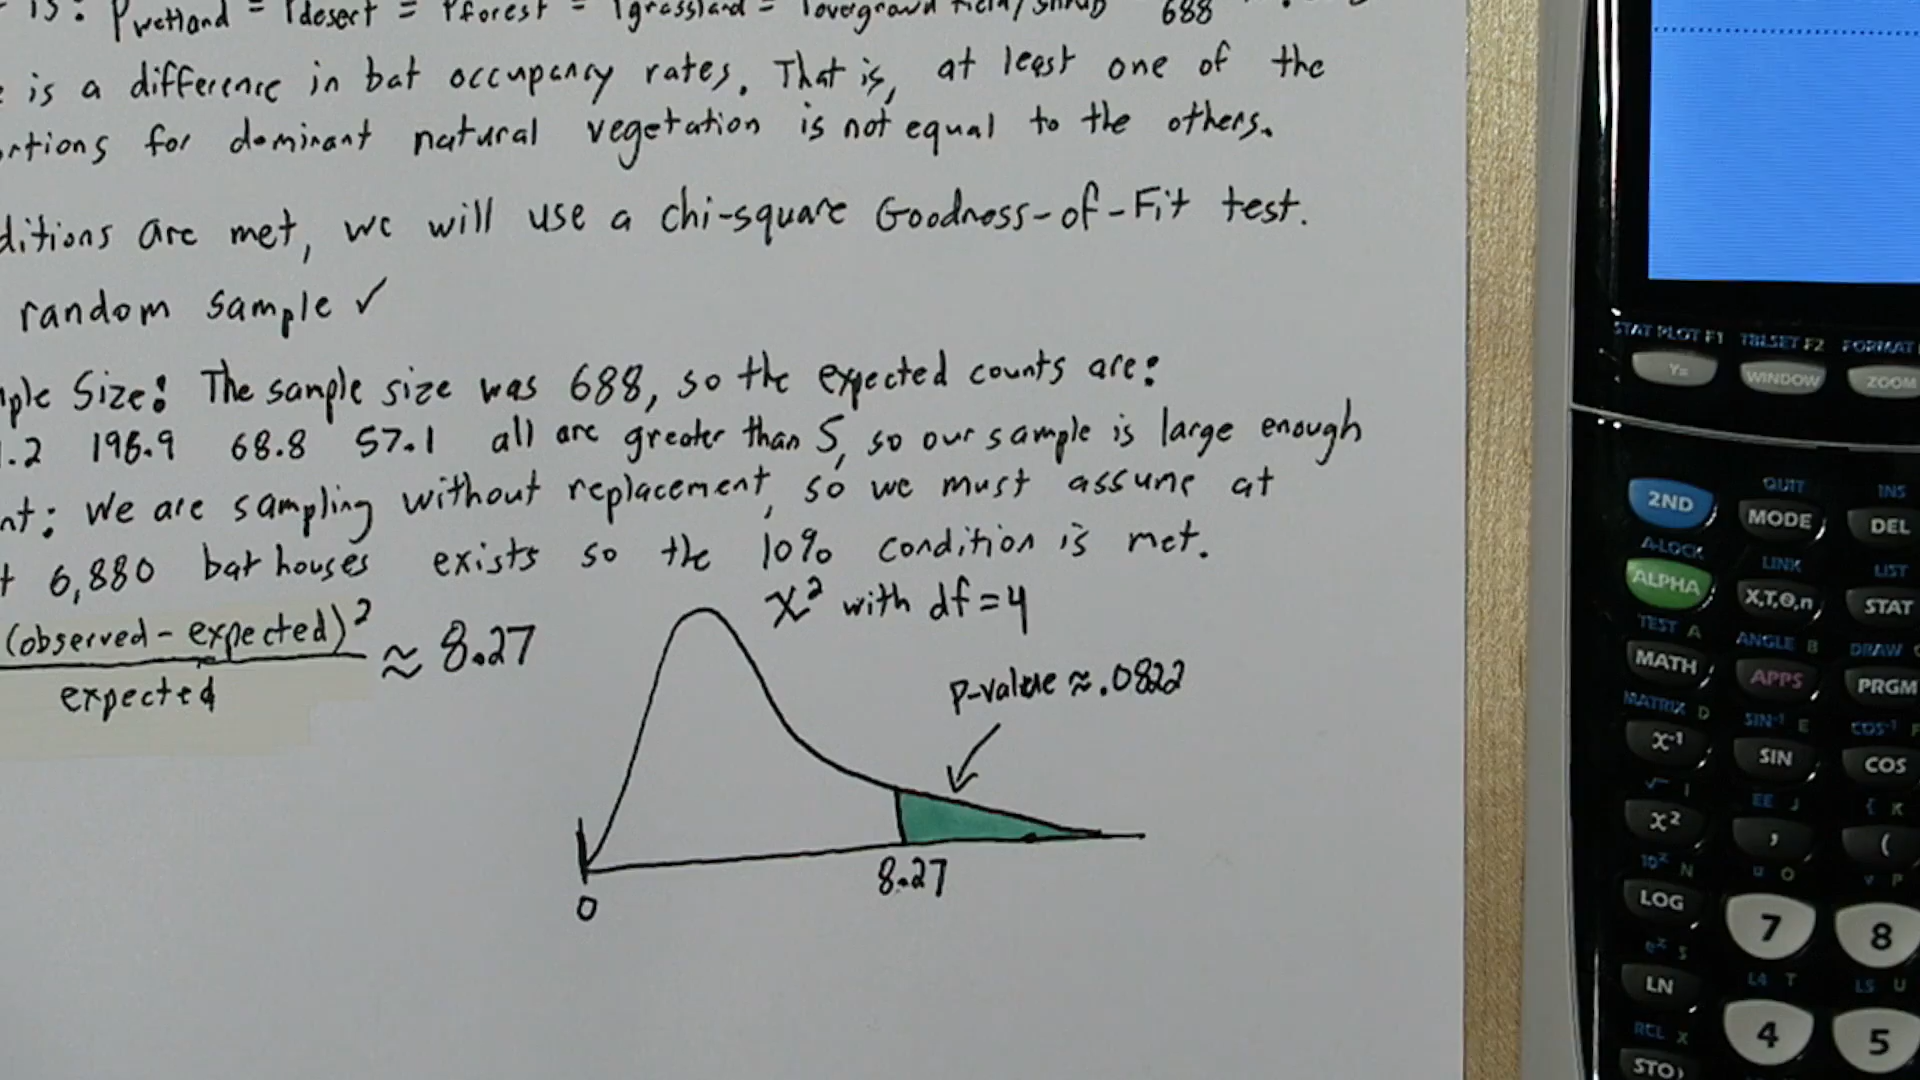 is: Pwetland = Pdesert = Pforest = Pgrassland = Povergrown field/shrub 688
is a difference in bat occupancy rates. That is, at least one of the
for dominant natural vegetation is not equal to the others.
are met, we will use a chi-square Goodness-of-Fit test.
random sample ✓
Size: The sample size was 688, so the expected counts are:
.2 198.9 68.8 57.1 all are greater than 5, so our sample is large enough
We are sampling without replacement, so we must assume at
6,880 bat houses exists so the 10% condition is met.
χ² with df = 4
(observed - expected)² ≈ 8.27
expected
p-value ≈ .0822
8.27
0
STAT PLOT F1 TBLSET F2 FORMAT
Y= WINDOW ZOOM
QUIT INS
2ND MODE DEL
A-LOCK LINK LIST
ALPHA X,T,Θ,n STAT
TEST A ANGLE B DRAW C
MATH APPS PRGM
MATRIX D SIN⁻¹ E COS⁻¹ F
x⁻¹ SIN COS
√ I EE J { K
x² , (
10ˣ N u O v P
LOG 7 8
eˣ S L4 T L5 U
LN 4 5
RCL X
STO